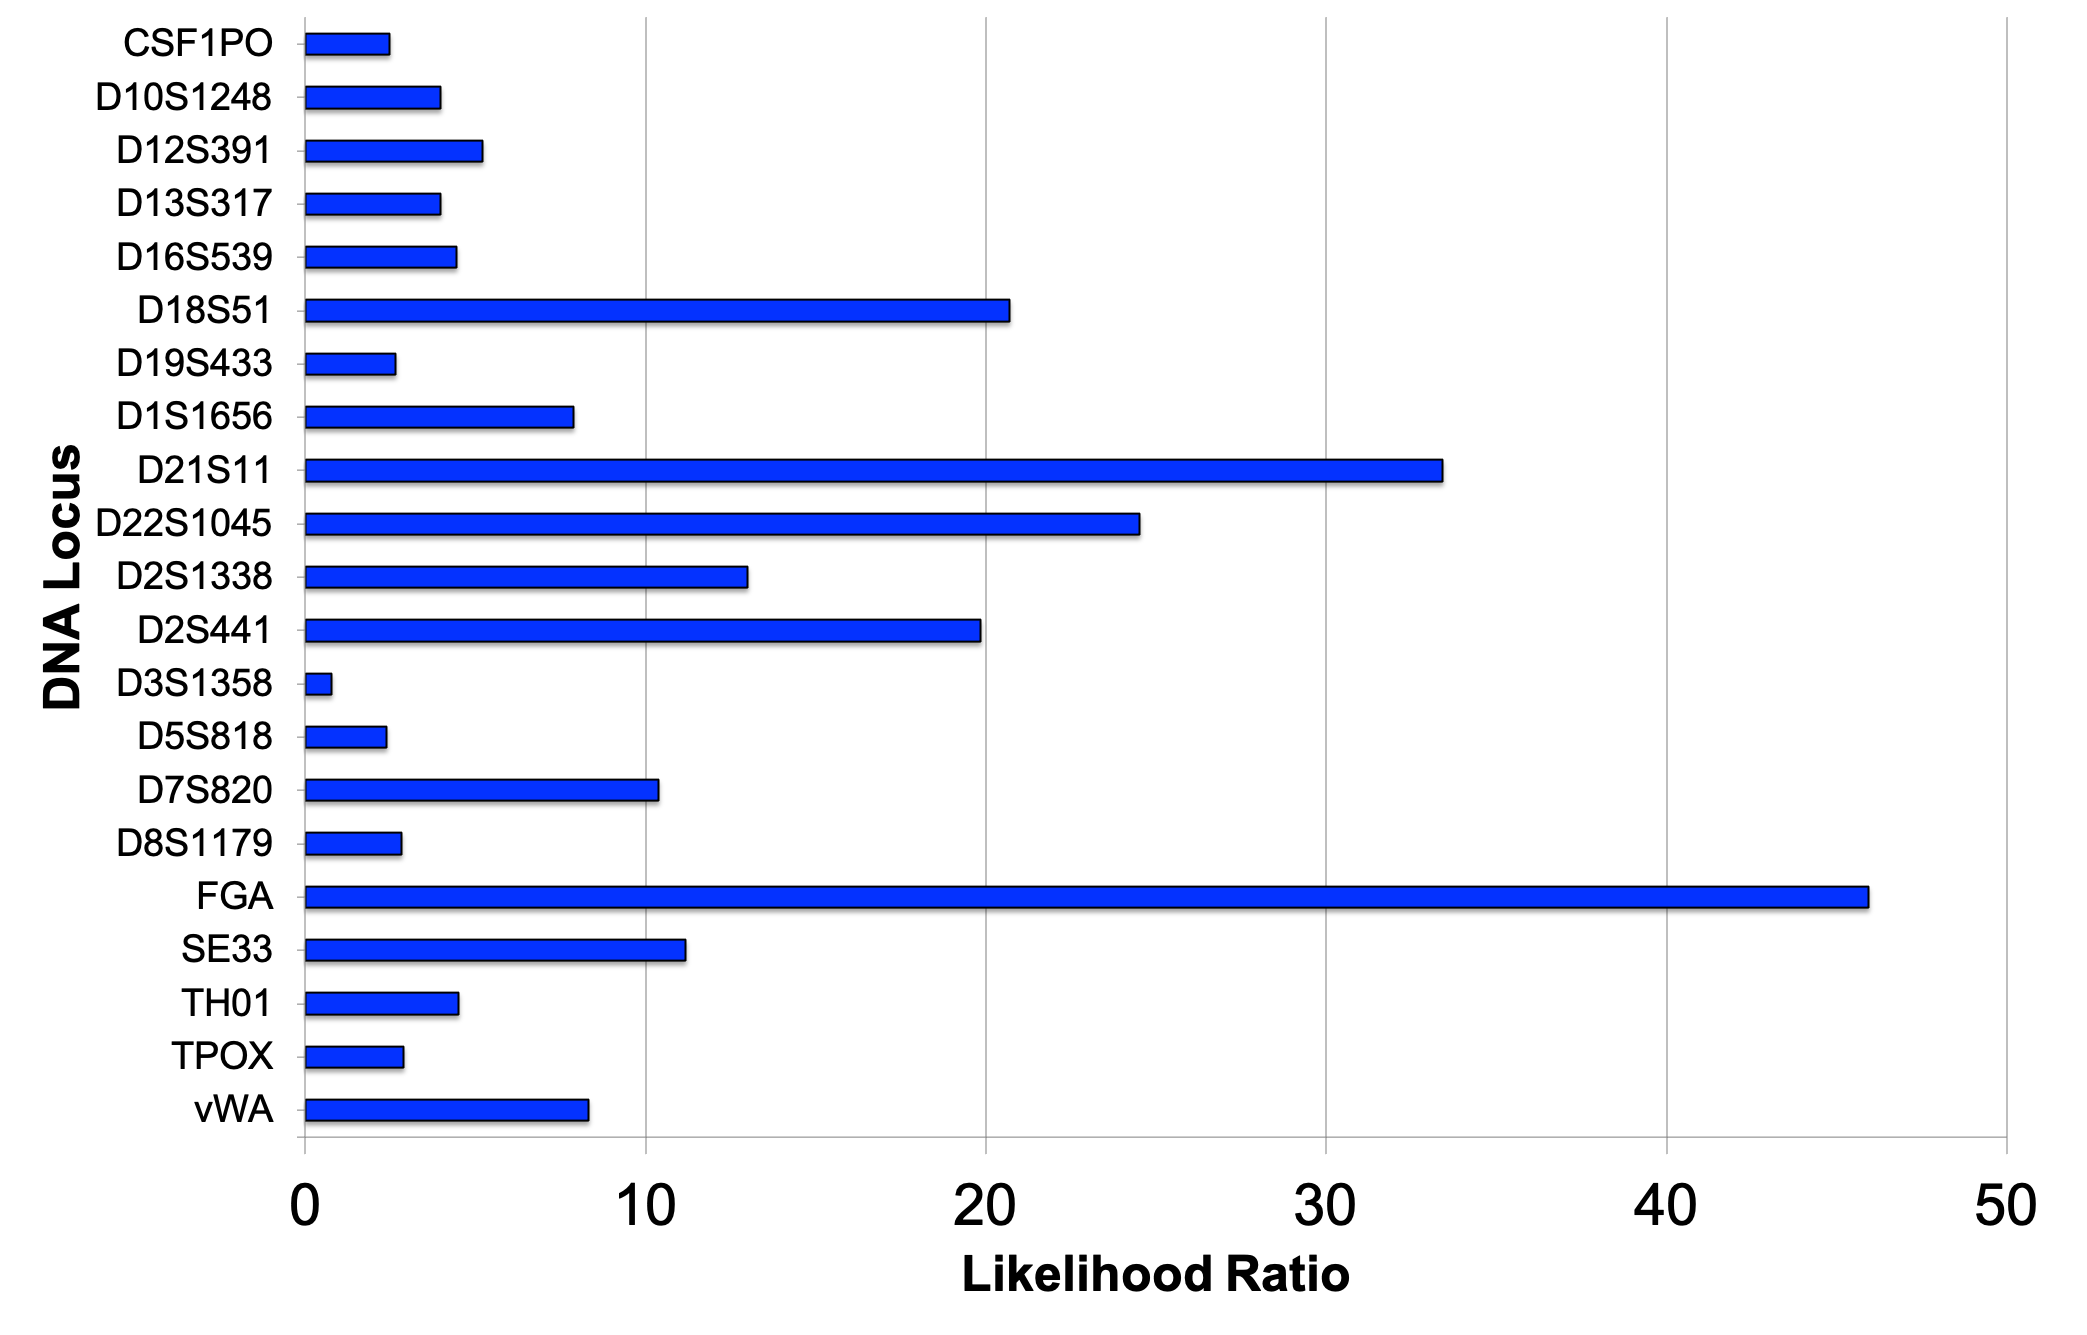 CSF1PO
D10S1248
D12S391
D13S317
D16S539
D18S51
D19S433
D1S1656
D21S11
D22S1045
D2S1338
D2S441
D3S1358
D5S818
D7S820
D8S1179
FGA
SE33
TH01
TPOX
vWA
DNA Locus
0 10 20 30 40 50
Likelihood Ratio